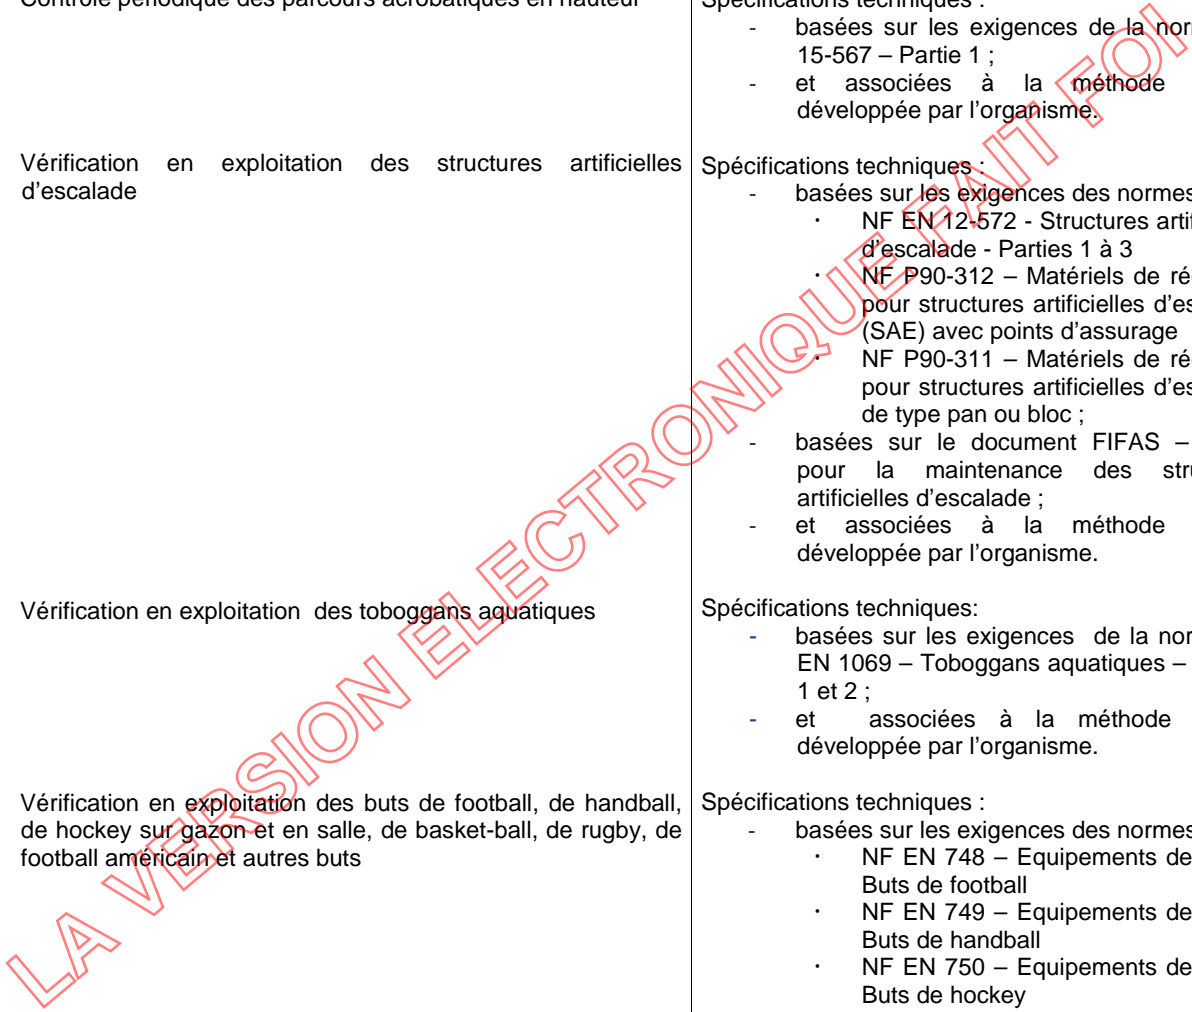 Contrôle périodique des parcours acrobatiques en hauteur
Spécifications techniques :
- basées sur les exigences de la
15-567 – Partie 1 ;
- et associées à la méthode
développée par l'organisme.
Vérification en exploitation des structures artificielles
d'escalade
Spécifications techniques :
- basées sur les exigences des normes
· NF EN 12-572 - Structures
d'escalade - Parties 1 à 3
· NF P90-312 – Matériels de
pour structures artificielles
(SAE) avec points d'assurage
· NF P90-311 – Matériels de
pour structures artificielles
de type pan ou bloc ;
- basées sur le document FIFAS –
pour la maintenance des
artificielles d'escalade ;
- et associées à la méthode
développée par l'organisme.
Vérification en exploitation des toboggans aquatiques
Spécifications techniques:
- basées sur les exigences de la
EN 1069 – Toboggans aquatiques –
1 et 2 ;
- et associées à la méthode
développée par l'organisme.
Vérification en exploitation des buts de football, de handball,
de hockey sur gazon et en salle, de basket-ball, de rugby, de
football américain et autres buts
Spécifications techniques :
- basées sur les exigences des normes
· NF EN 748 – Equipements de
Buts de football
· NF EN 749 – Equipements de
Buts de handball
· NF EN 750 – Equipements de
Buts de hockey
LA VERSION ELECTRONIQUE FAIT FOI